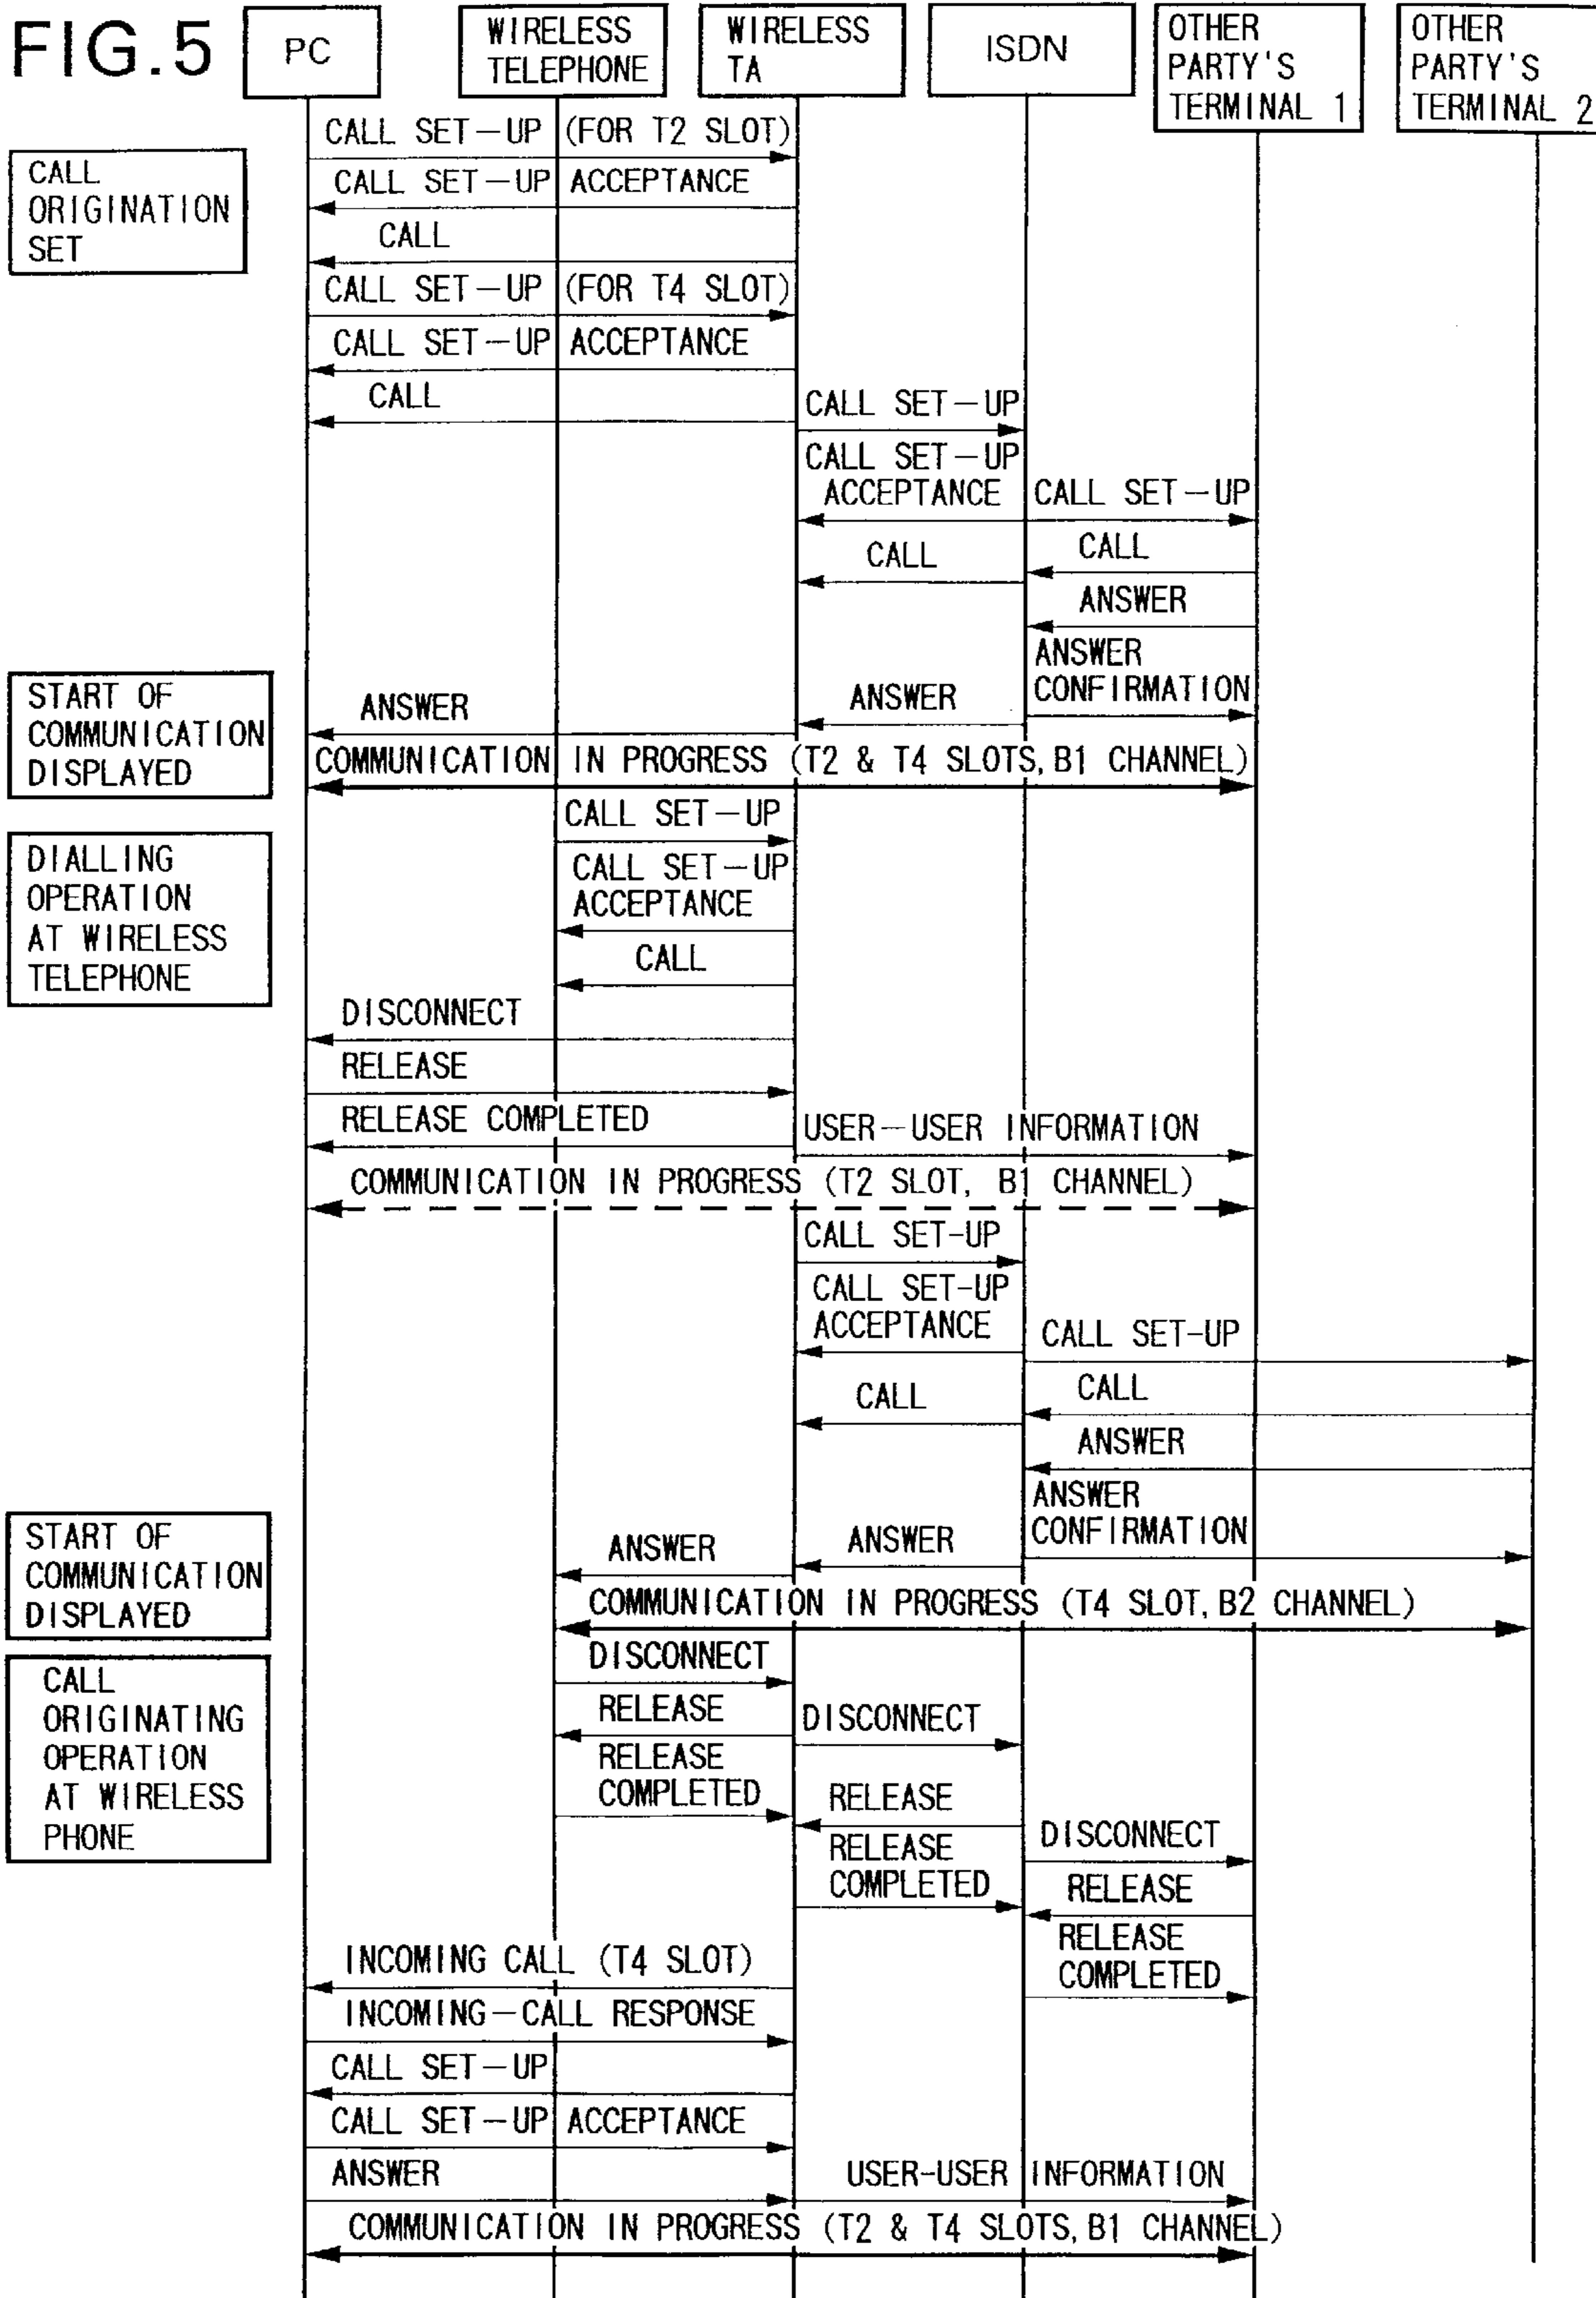 FIG.5
PC
WIRELESS
TELEPHONE
WIRELESS
TA
ISDN
OTHER
PARTY'S
TERMINAL 1
OTHER
PARTY'S
TERMINAL 2
CALL SET-UP (FOR T2 SLOT)
CALL
ORIGINATION
SET
CALL SET-UP ACCEPTANCE
CALL
CALL SET-UP (FOR T4 SLOT)
CALL SET-UP ACCEPTANCE
CALL
CALL SET-UP
CALL SET-UP
ACCEPTANCE
CALL SET-UP
CALL
CALL
ANSWER
ANSWER
CONFIRMATION
START OF
COMMUNICATION
DISPLAYED
ANSWER
ANSWER
COMMUNICATION IN PROGRESS (T2 & T4 SLOTS, B1 CHANNEL)
CALL SET-UP
DIALLING
OPERATION
AT WIRELESS
TELEPHONE
CALL SET-UP
ACCEPTANCE
CALL
DISCONNECT
RELEASE
RELEASE COMPLETED
USER-USER INFORMATION
COMMUNICATION IN PROGRESS (T2 SLOT, B1 CHANNEL)
CALL SET-UP
CALL SET-UP
ACCEPTANCE
CALL SET-UP
CALL
CALL
ANSWER
ANSWER
CONFIRMATION
START OF
COMMUNICATION
DISPLAYED
ANSWER
ANSWER
COMMUNICATION IN PROGRESS (T4 SLOT, B2 CHANNEL)
DISCONNECT
CALL
ORIGINATING
OPERATION
AT WIRELESS
PHONE
RELEASE
DISCONNECT
RELEASE
COMPLETED
RELEASE
DISCONNECT
RELEASE
COMPLETED
RELEASE
RELEASE
COMPLETED
INCOMING CALL (T4 SLOT)
INCOMING-CALL RESPONSE
CALL SET-UP
CALL SET-UP ACCEPTANCE
ANSWER
USER-USER INFORMATION
COMMUNICATION IN PROGRESS (T2 & T4 SLOTS, B1 CHANNEL)